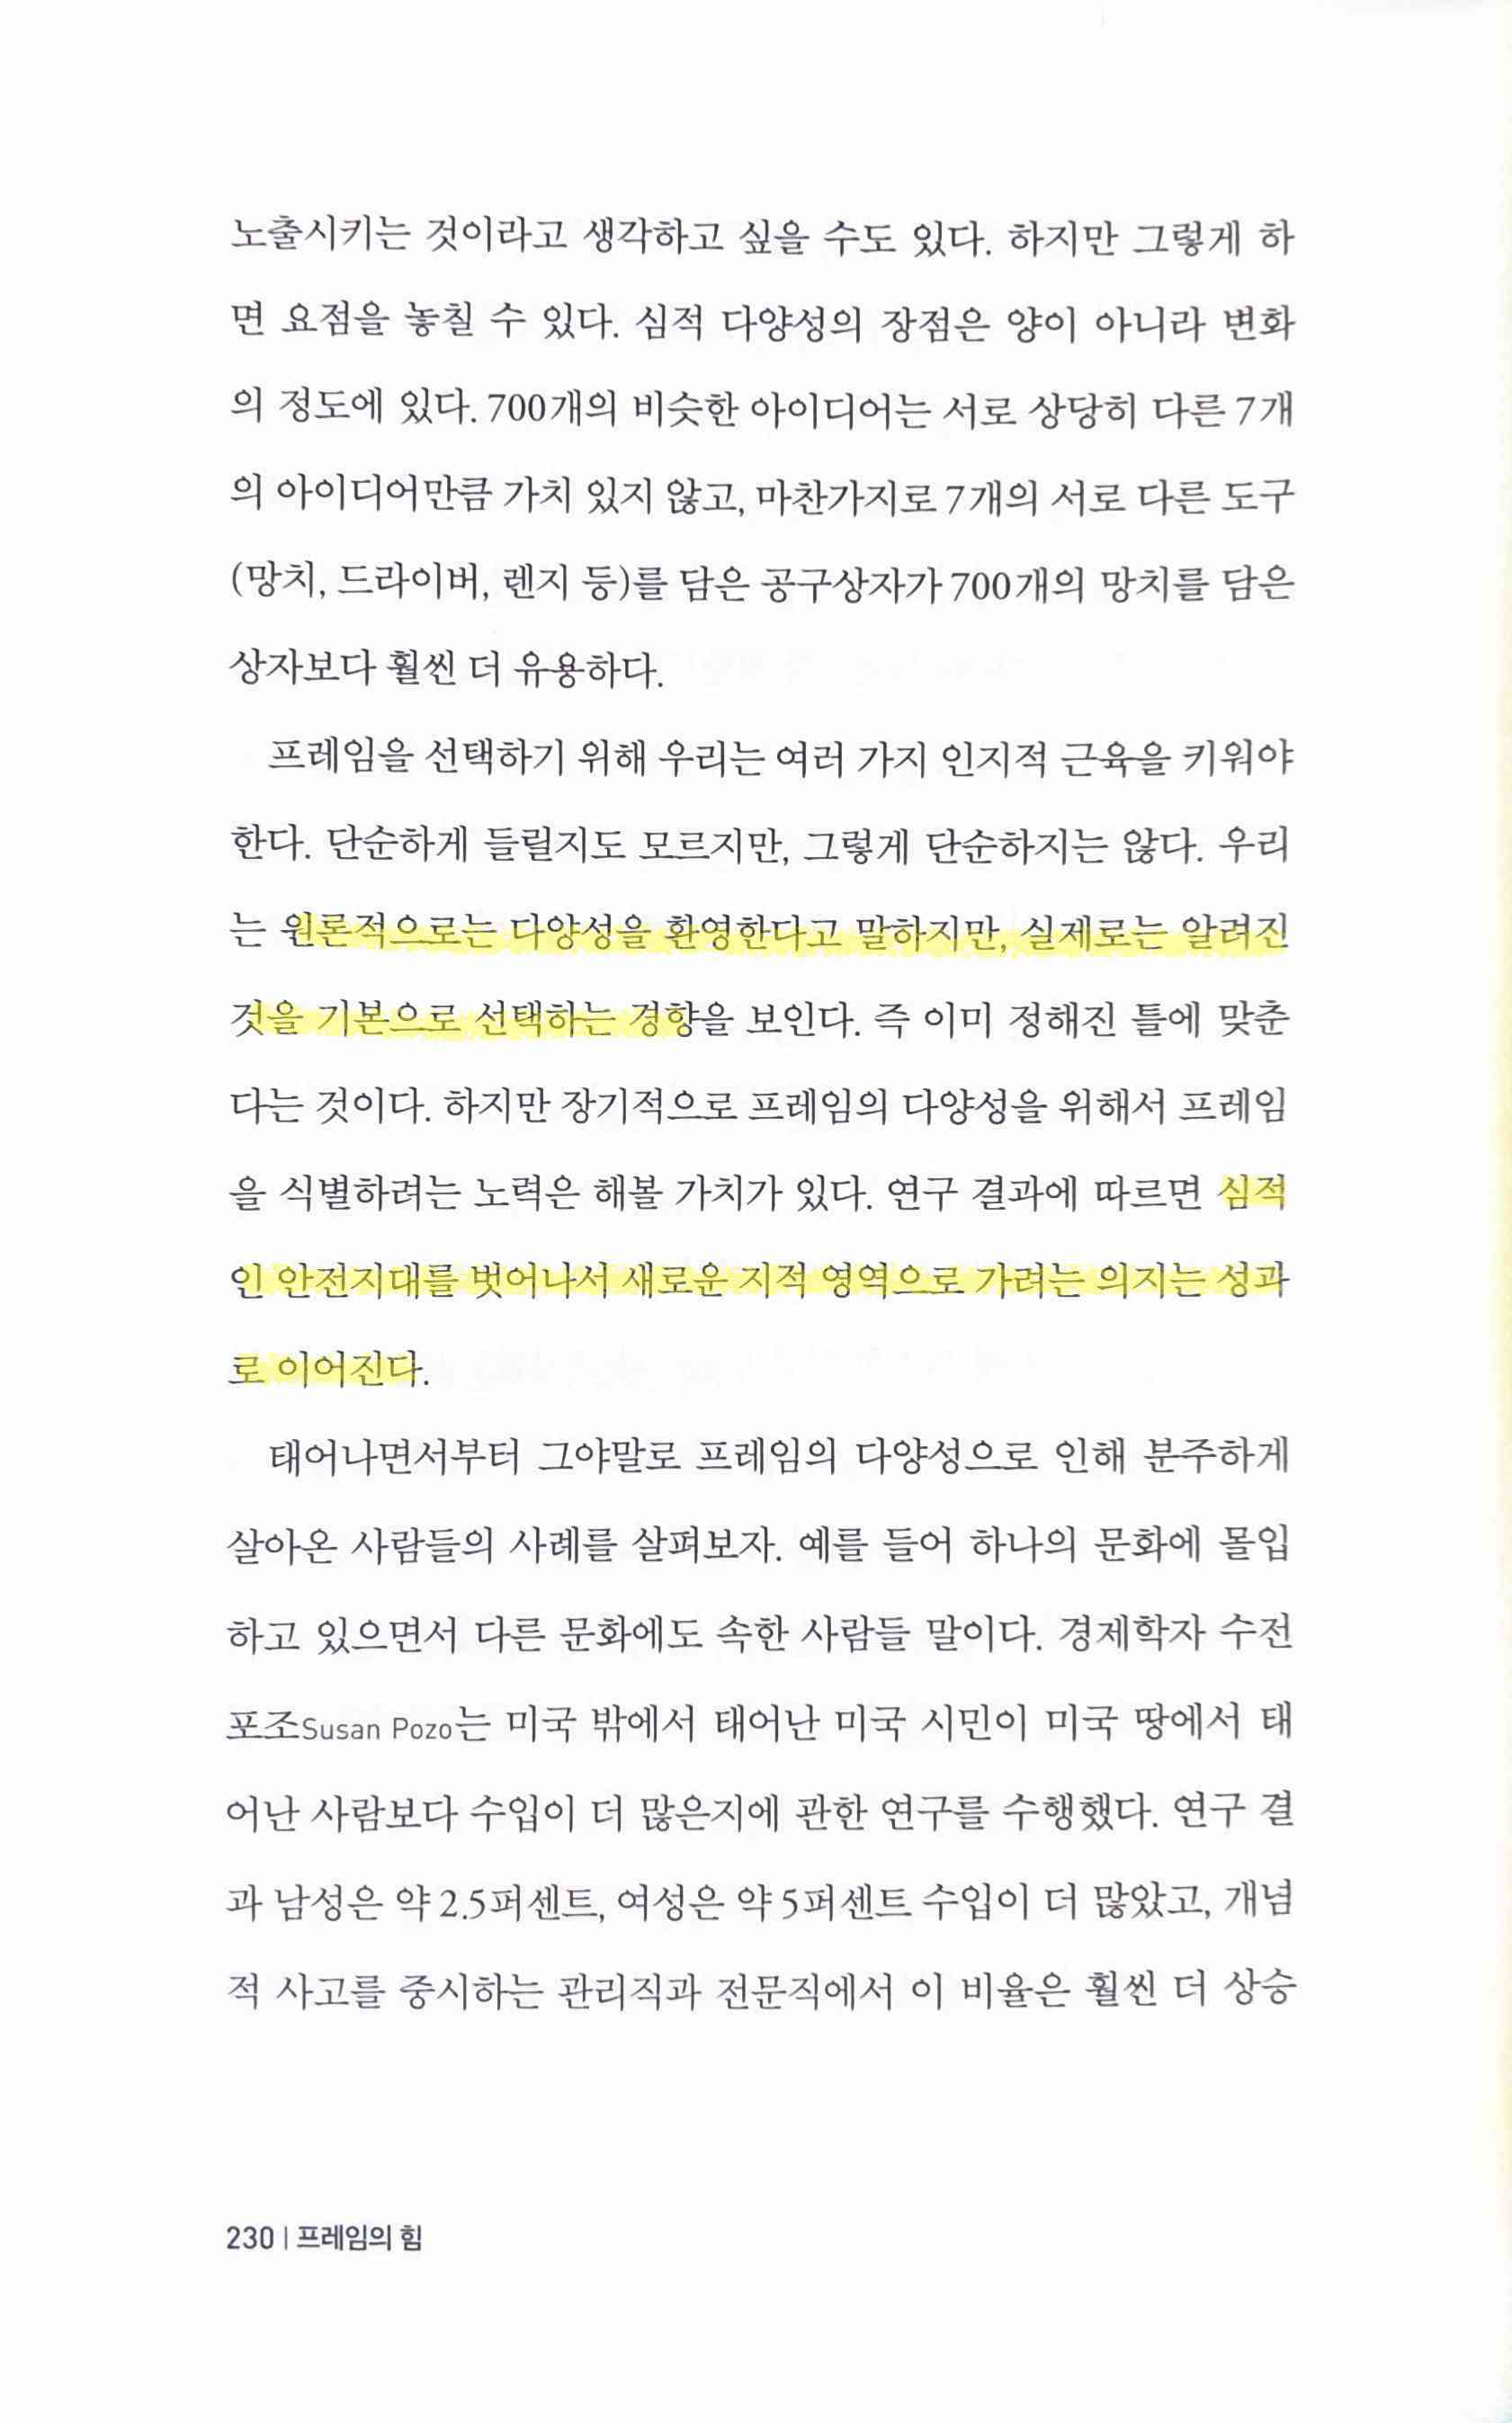 노출시키는 것이라고 생각하고 싶을 수도 있다. 하지만 그렇게 하
면 요점을 놓칠 수 있다. 심적 다양성의 장점은 양이 아니라 변화
의 정도에 있다. 700개의 비슷한 아이디어는 서로 상당히 다른 7개
의 아이디어만큼 가치 있지 않고, 마찬가지로 7개의 서로 다른 도구
(망치, 드라이버, 렌지 등)를 담은 공구상자가 700개의 망치를 담은
상자보다 훨씬 더 유용하다.
프레임을 선택하기 위해 우리는 여러 가지 인지적 근육을 키워야
한다. 단순하게 들릴지도 모르지만, 그렇게 단순하지는 않다. 우리
는 원론적으로는 다양성을 환영한다고 말하지만, 실제로는 알려진
것을 기본으로 선택하는 경향을 보인다. 즉 이미 정해진 틀에 맞춘
다는 것이다. 하지만 장기적으로 프레임의 다양성을 위해서 프레임
을 식별하려는 노력은 해볼 가치가 있다. 연구 결과에 따르면 심적
인 안전지대를 벗어나서 새로운 지적 영역으로 가려는 의지는 성과
로 이어진다.
태어나면서부터 그야말로 프레임의 다양성으로 인해 분주하게
살아온 사람들의 사례를 살펴보자. 예를 들어 하나의 문화에 몰입
하고 있으면서 다른 문화에도 속한 사람들 말이다. 경제학자 수전
포조Susan Pozo는 미국 밖에서 태어난 미국 시민이 미국 땅에서 태
어난 사람보다 수입이 더 많은지에 관한 연구를 수행했다. 연구 결
과 남성은 약 2.5퍼센트, 여성은 약 5퍼센트 수입이 더 많았고, 개념
적 사고를 중시하는 관리직과 전문직에서 이 비율은 훨씬 더 상승
230 | 프레임의 힘